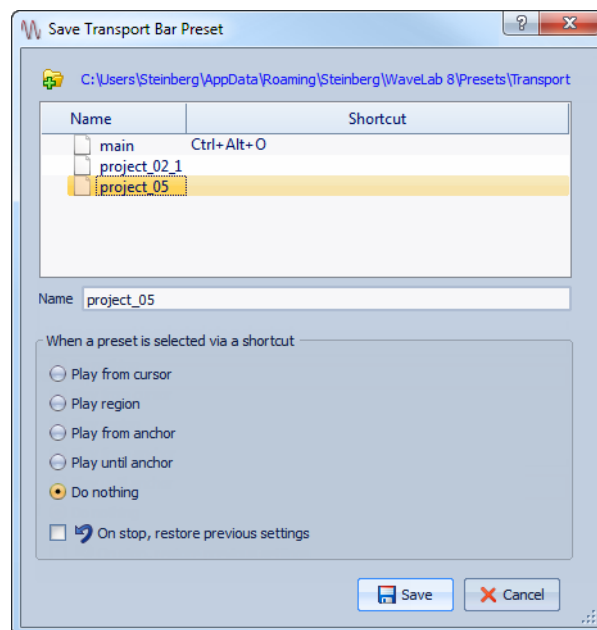 Save Transport Bar Preset
?
C:\Users\Steinberg\AppData\Roaming\Steinberg\WaveLab 8\Presets\Transport
Name Shortcut
main Ctrl+Alt+O
project_02_1
project_05
Name project_05
When a preset is selected via a shortcut
Play from cursor
Play region
Play from anchor
Play until anchor
Do nothing
On stop, restore previous settings
Save Cancel